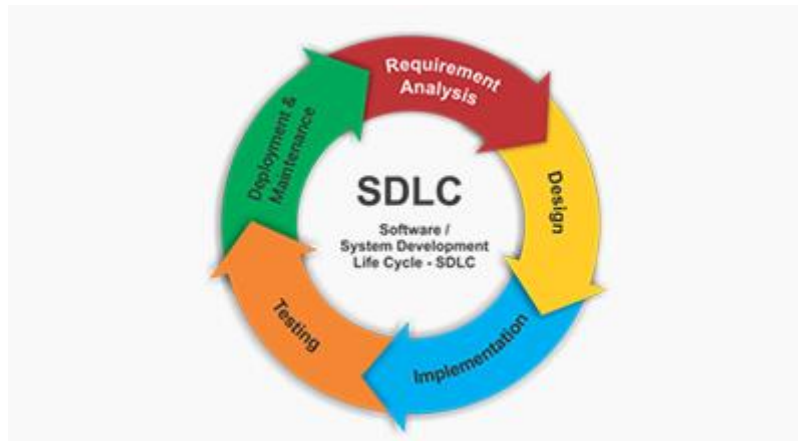 Requirement
Analysis
Design
Implementation
Testing
Deployment &
Maintenance
SDLC
Software /
System Development
Life Cycle - SDLC